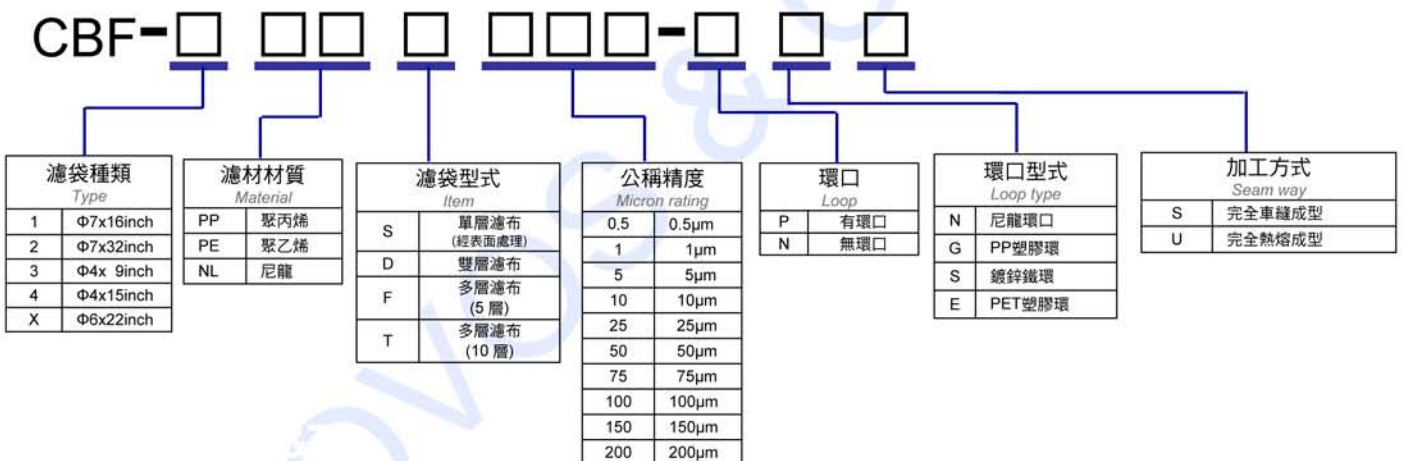 CBF-□ □□ □ □□□-□ □ □
濾袋種類
Type
1 Φ7x16inch
2 Φ7x32inch
3 Φ4x 9inch
4 Φ4x15inch
X Φ6x22inch
濾材材質
Material
PP 聚丙烯
PE 聚乙烯
NL 尼龍
濾袋型式
Item
S 單層濾布
(經表面處理)
D 雙層濾布
F 多層濾布
(5 層)
T 多層濾布
(10 層)
公稱精度
Micron rating
0,5 0.5µm
1 1µm
5 5µm
10 10µm
25 25µm
50 50µm
75 75µm
100 100µm
150 150µm
200 200µm
環口
Loop
P 有環口
N 無環口
環口型式
Loop type
N 尼龍環口
G PP塑膠環
S 鍍鋅鐵環
E PET塑膠環
加工方式
Seam way
S 完全車縫成型
U 完全熱熔成型